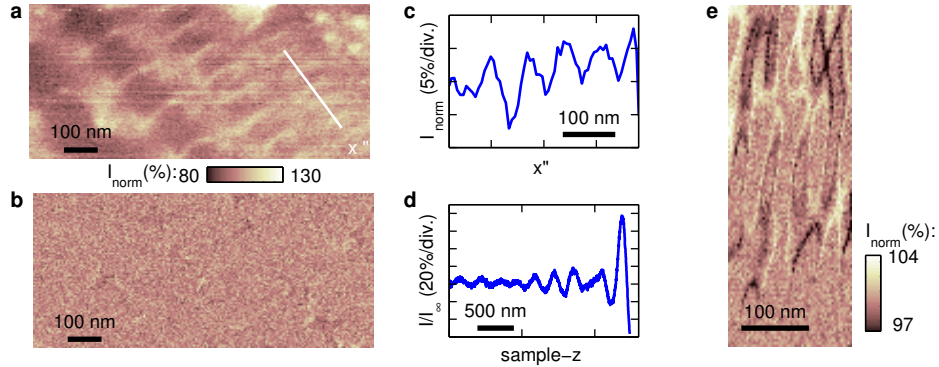 a
100 nm
x"
I norm (%): 80 130
b
100 nm
c
I norm (5%/div.)
100 nm
x"
d
I/I ∞ (20%/div.)
500 nm
sample−z
e
100 nm
I norm (%):
104
97